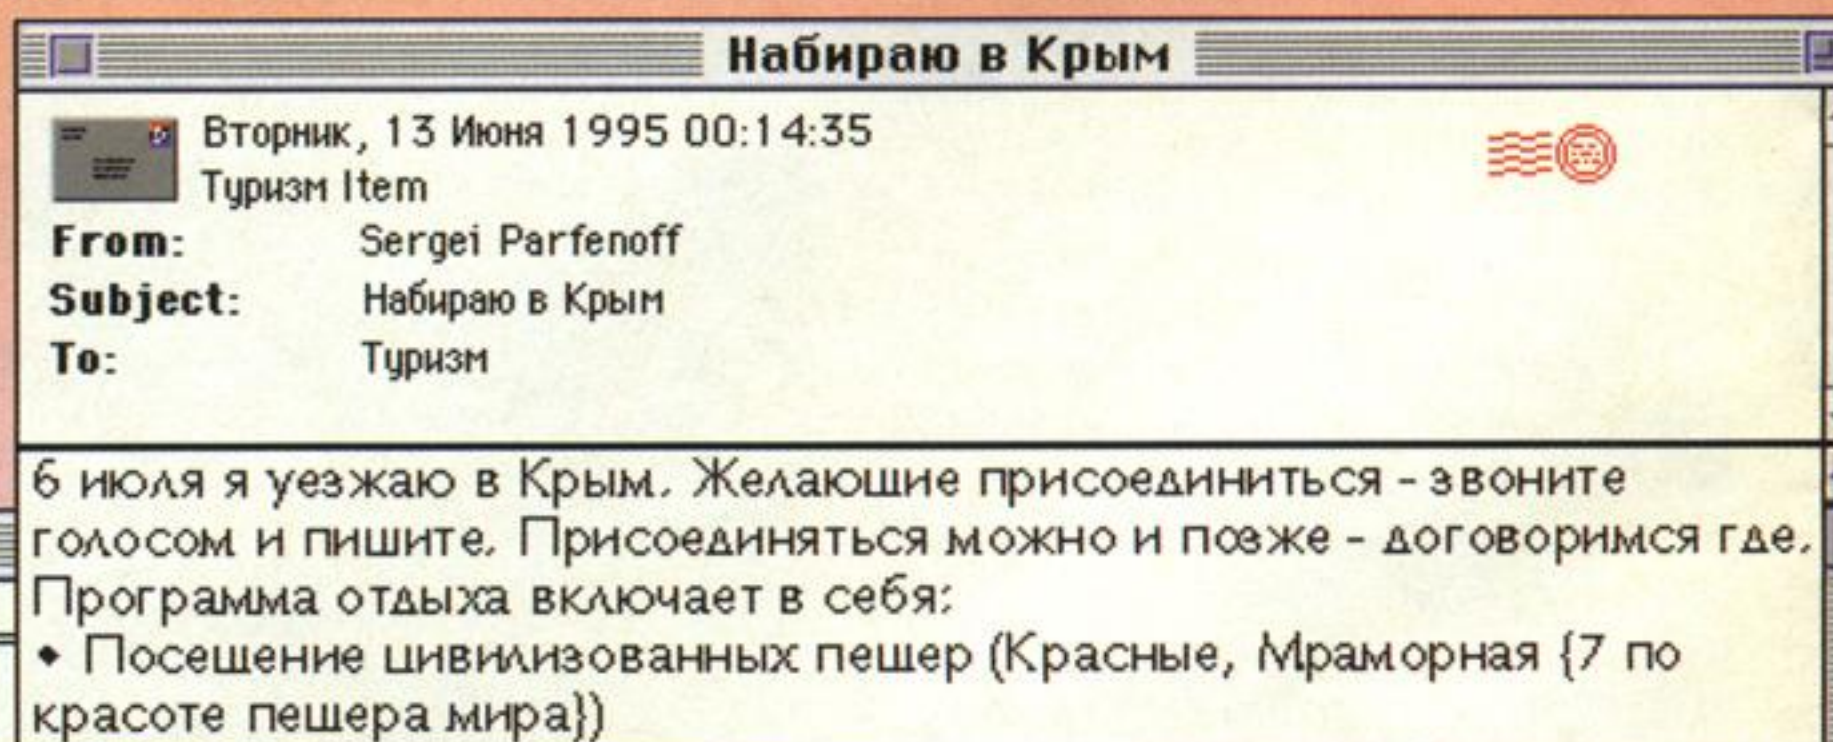 Набираю в Крым
Вторник, 13 Июня 1995 00:14:35
Туризм Item
From: Sergei Parfenoff
Subject: Набираю в Крым
To: Туризм
6 июля я уезжаю в Крым. Желающие присоединиться - звоните
голосом и пишите. Присоединяться можно и позже - договоримся где.
Программа отдыха включает в себя:
• Посещение цивилизованных пещер (Красные, Мраморная {7 по
красоте пещера мира})